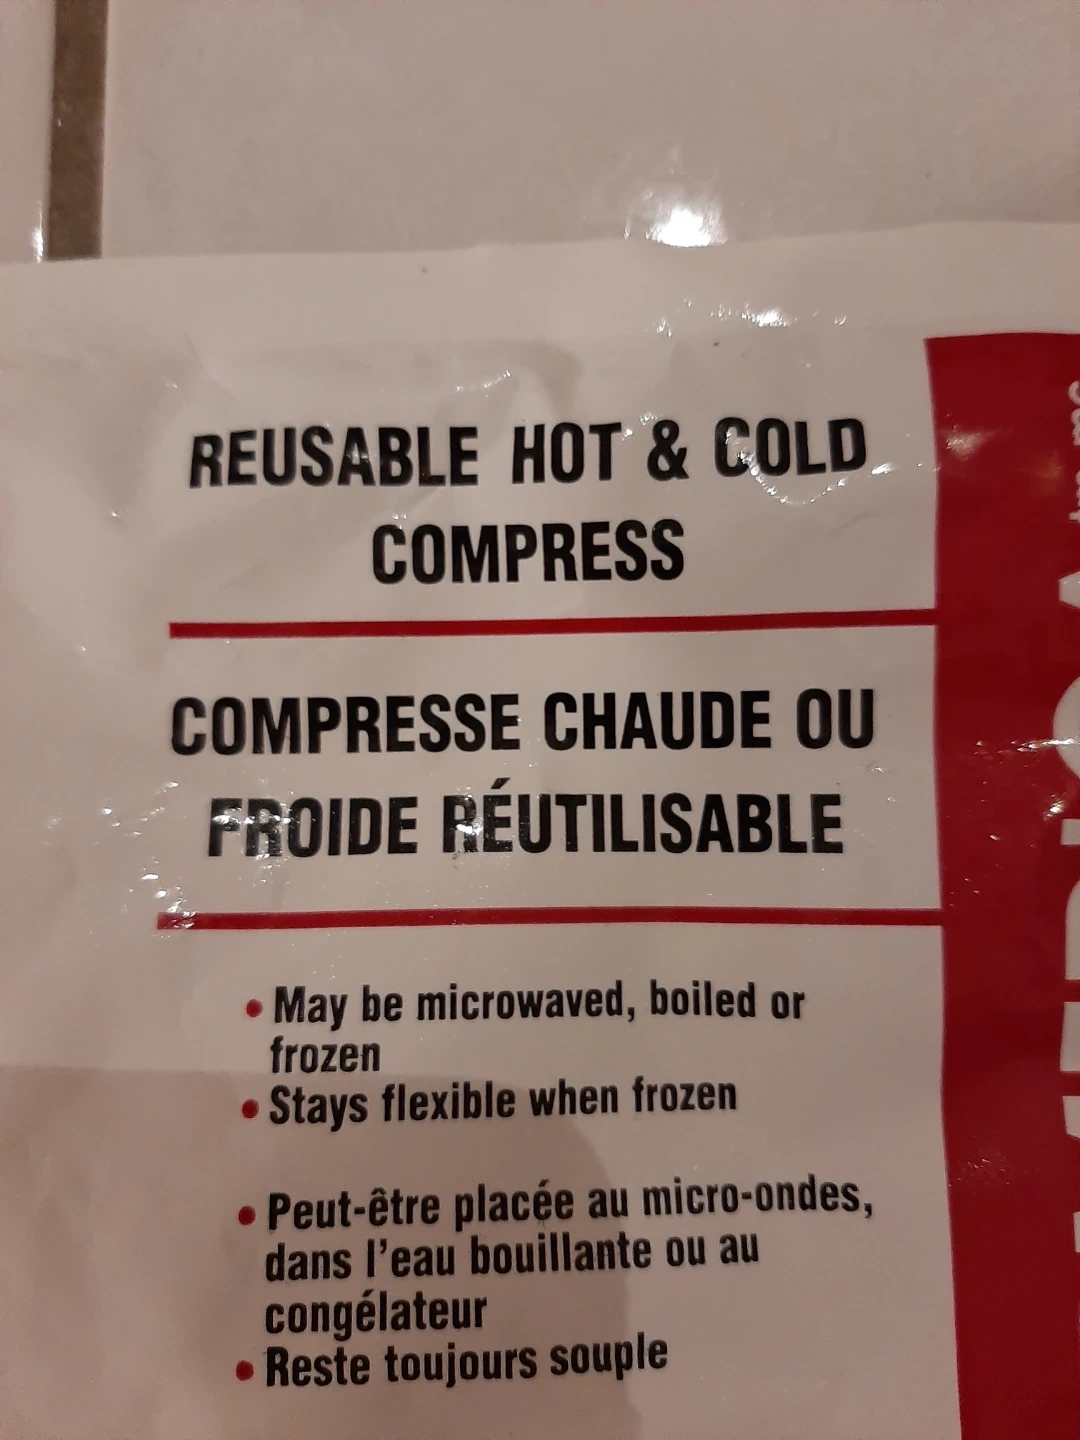 REUSABLE HOT & COLD
COMPRESS
COMPRESSE CHAUDE OU
FROIDE RÉUTILISABLE
• May be microwaved, boiled or
frozen
• Stays flexible when frozen
• Peut-être placée au micro-ondes,
dans l'eau bouillante ou au
congélateur
• Reste toujours souple